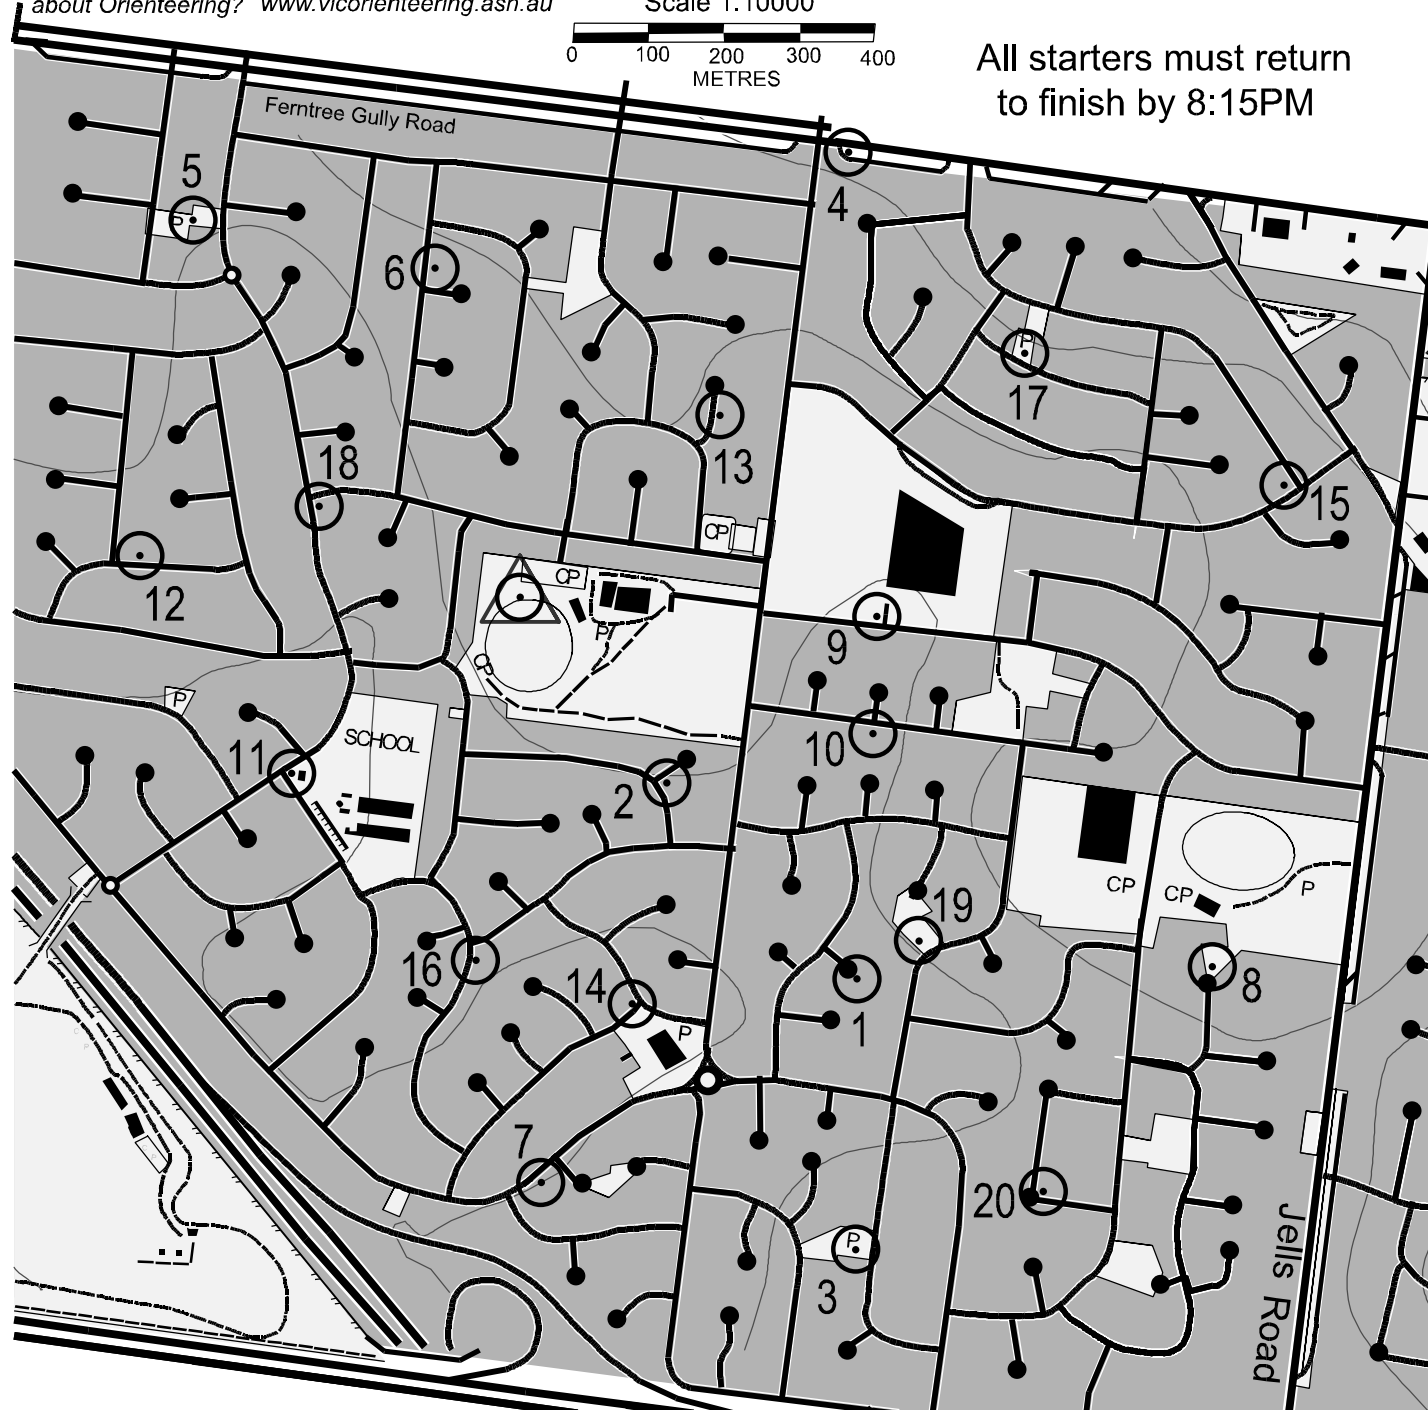 about Orienteering? www.vicorienteering.asn.au
Scale 1:10000
0 100 200 300 400
METRES
All starters must return
to finish by 8:15PM
Ferntree Gully Road
5
P
4
6
P
17
18
13
15
CP
12
CP
P
CP
9
P
SCHOOL
10
11
2
CP
CP
P
19
16
14
8
P
1
7
20
P
3
Jells Road